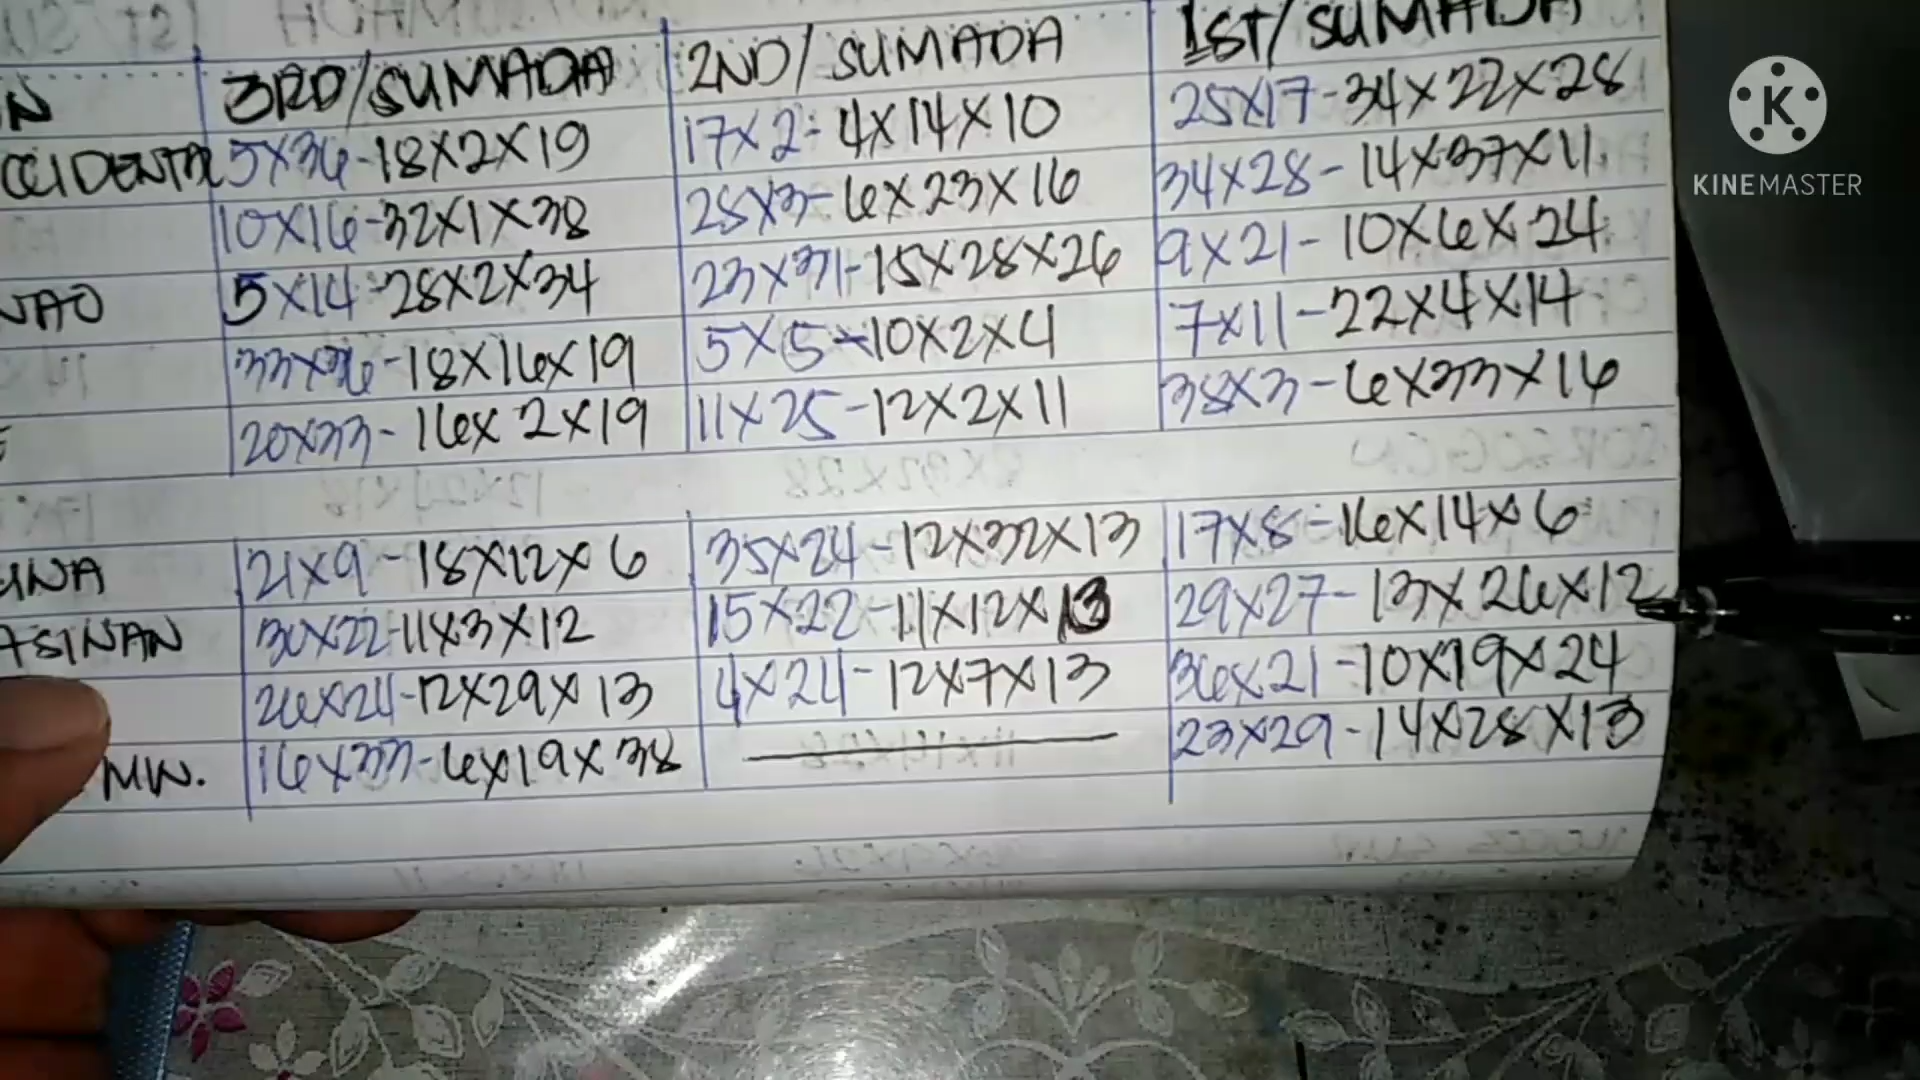 N 3RD/SUMADA 2ND/ SUMADA 1ST/SUMADA
CCIDENTAL 5X36-18X2X19 17X2-4X14X10 25X17-34X22X28
10X16-32X1X38 25X3-6X23X16 34X28-14X37X11
NAO 5X14-28X2X34 23X31-15X28X26 9X21-10X6X24
33X36-18X16X19 5X5-10X2X4 7X11-22X4X14
E 20X33-16X2X19 11X25-12X2X11 38X3-6X33X16
UNA 21X9-18X12X6 35X24-12X32X13 17X8-16X14X6
ASINAN 30X22-11X3X12 15X22-11X12X13 29X27-13X26X12
26X24-12X29X13 4X24-12X7X13 36X21-10X19X24
MIN. 16X33-6X19X38 23X29-14X28X13
K
KINEMASTER